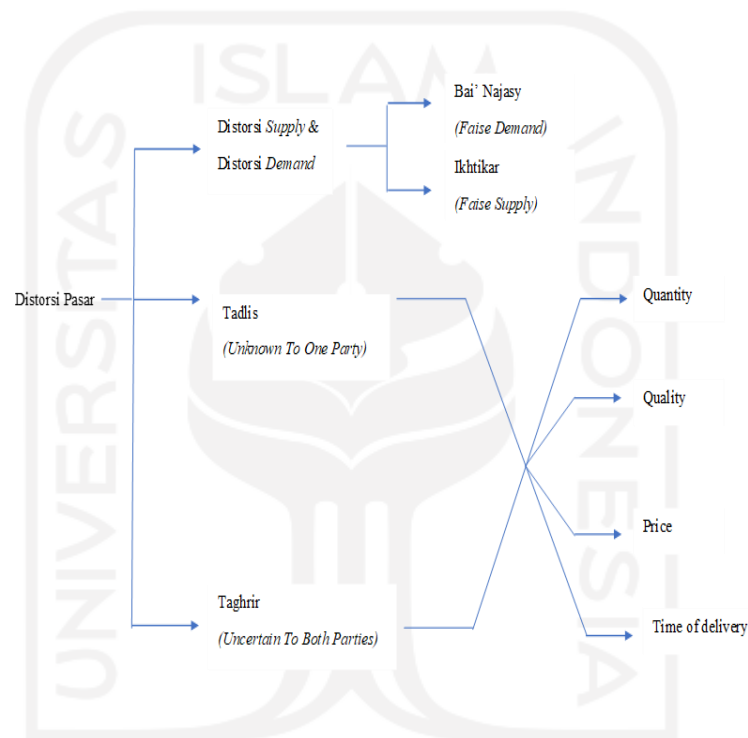 UNIVERSITAS ISLAM INDONESIA
Distorsi Pasar
Distorsi Supply &
Distorsi Demand
Bai’ Najasy
(Faise Demand)
Ikhtikar
(Faise Supply)
Tadlis
(Unknown To One Party)
Taghrir
(Uncertain To Both Parties)
Quantity
Quality
Price
Time of delivery